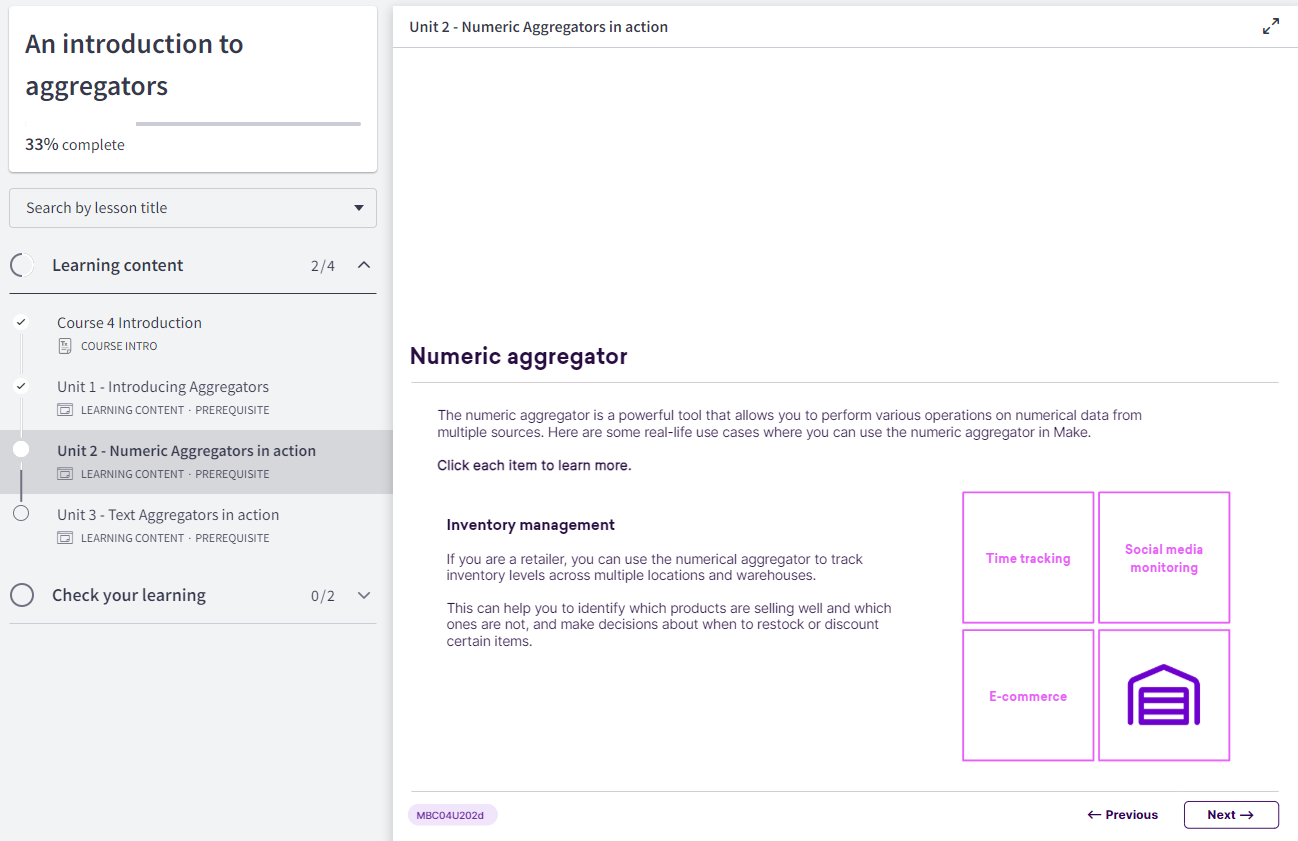 An introduction to
aggregators
33% complete
Search by lesson title
Learning content 2/4
Course 4 Introduction
COURSE INTRO
Unit 1 - Introducing Aggregators
LEARNING CONTENT · PREREQUISITE
Unit 2 - Numeric Aggregators in action
LEARNING CONTENT · PREREQUISITE
Unit 3 - Text Aggregators in action
LEARNING CONTENT · PREREQUISITE
Check your learning 0/2
Unit 2 - Numeric Aggregators in action
Numeric aggregator
The numeric aggregator is a powerful tool that allows you to perform various operations on numerical data from
multiple sources. Here are some real-life use cases where you can use the numeric aggregator in Make.
Click each item to learn more.
Inventory management
If you are a retailer, you can use the numerical aggregator to track
inventory levels across multiple locations and warehouses.
This can help you to identify which products are selling well and which
ones are not, and make decisions about when to restock or discount
certain items.
Time tracking
Social media
monitoring
E-commerce
MBC04U202d
← Previous
Next →